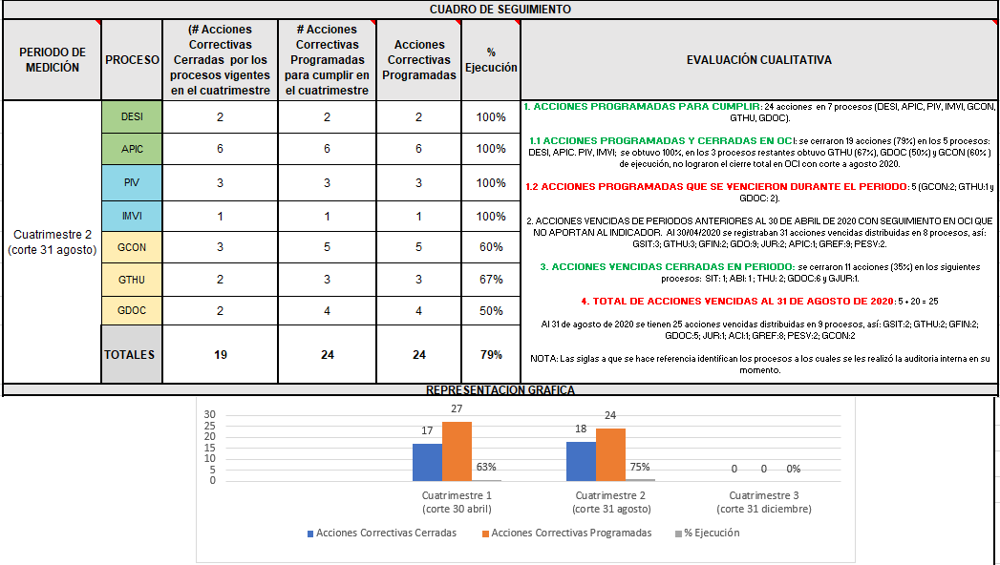 CUADRO DE SEGUIMIENTO
PERIODO DE
MEDICIÓN
PROCESO
(# Acciones
Correctivas
Cerradas por los
procesos vigentes
en el cuatrimestre
# Acciones
Correctivas
Programadas
para cumplir en
el cuatrimestre
Acciones
Correctivas
Programadas
%
Ejecución
EVALUACIÓN CUALITATIVA
Cuatrimestre 2
(corte 31 agosto)
DESI 2 2 2 100%
APIC 6 6 6 100%
PIV 3 3 3 100%
IMVI 1 1 1 100%
GCON 3 5 5 60%
GTHU 2 3 3 67%
GDOC 2 4 4 50%
TOTALES 19 24 24 79%
1. ACCIONES PROGRAMADAS PARA CUMPLIR: 24 acciones en 7 procesos (DESI, APIC, PIV, IMVI, GCON,
GTHU, GDOC).
1.1 ACCIONES PROGRAMADAS Y CERRADAS EN OCI: se cerraron 19 acciones (79%) en los 5 procesos:
DESI, APIC. PIV, IMVI; se obtuvo 100%, en los 3 procesos restantes obtuvo GTHU (67%), GDOC (50%) y GCON (60% )
de ejecución, no lograron el cierre total en OCI con corte a agosto 2020.
1.2 ACCIONES PROGRAMADAS QUE SE VENCIERON DURANTE EL PERIODO: 5 (GCON:2; GTHU:1 y
GDOC: 2).
2. ACCIONES VENCIDAS DE PERIODOS ANTERIORES AL 30 DE ABRIL DE 2020 CON SEGUIMIENTO EN OCI QUE
NO APORTAN AL INDICADOR. Al 30/04/2020 se registraban 31 acciones vencidas distribuidas en 8 procesos, así:
GSIT:3; GTHU:3; GFIN:2; GDO:9; JUR:2; APIC:1; GREF:9; PESV:2.
3. ACCIONES VENCIDAS CERRADAS EN PERIODO: se cerraron 11 acciones (35%) en los siguientes
procesos: SIT: 1; ABI: 1 ; THU: 2; GDOC:6 y GJUR:1.
4. TOTAL DE ACCIONES VENCIDAS AL 31 DE AGOSTO DE 2020: 5 + 20 = 25
Al 31 de agosto de 2020 se tienen 25 acciones vencidas distribuidas en 9 procesos, así: GSIT:2; GTHU:2; GFIN:2;
GDOC:5; JUR:1; ACI:1; GREF:8; PESV:2; GCON:2
NOTA: Las siglas a que se hace referencia identifican los procesos a los cuales se les realizó la auditoria interna en su
momento.
REPRESENTACION GRAFICA
30
25
20
15
10
5
0
17 27 63%
18 24 75%
0 0 0%
Cuatrimestre 1
(corte 30 abril)
Cuatrimestre 2
(corte 31 agosto)
Cuatrimestre 3
(corte 31 diciembre)
Acciones Correctivas Cerradas Acciones Correctivas Programadas % Ejecución